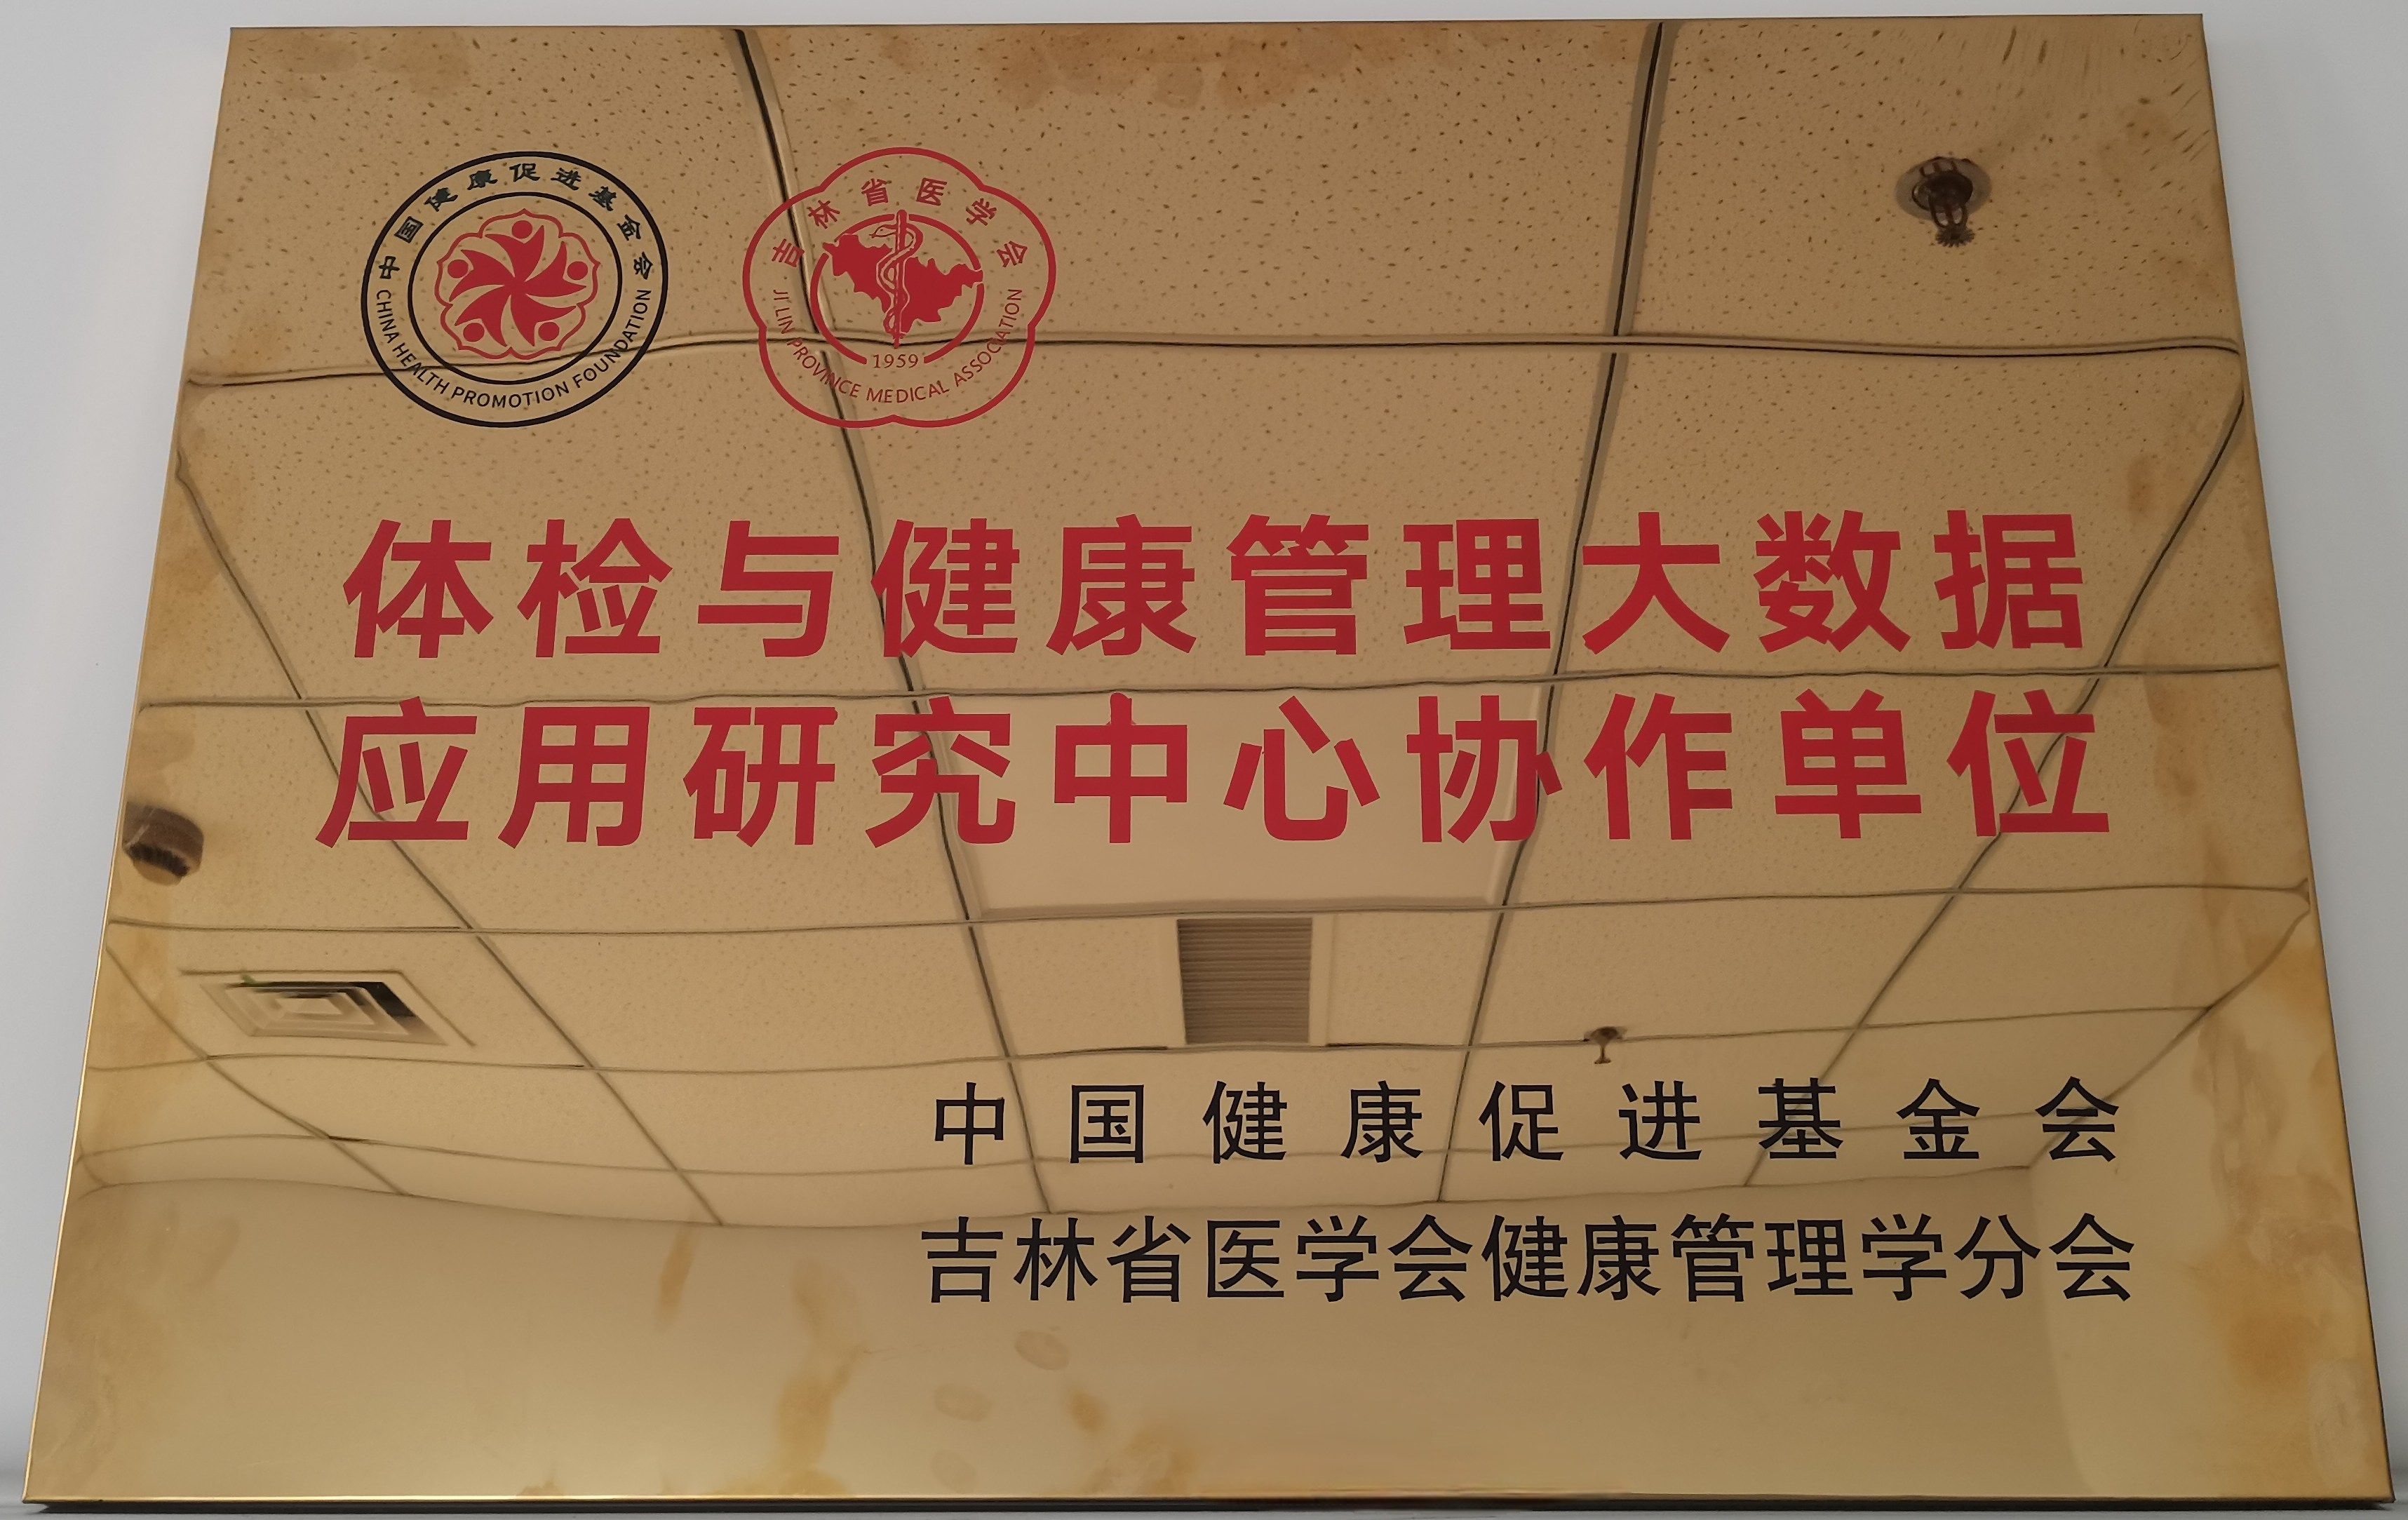 中国健康促进基金会
CHINA HEALTH PROMOTION FOUNDATION
吉林省医学会
1959
JI LIN PROVINCE MEDICAL ASSOCIATION
体检与健康管理大数据
应用研究中心协作单位
中国健康促进基金会
吉林省医学会健康管理学分会